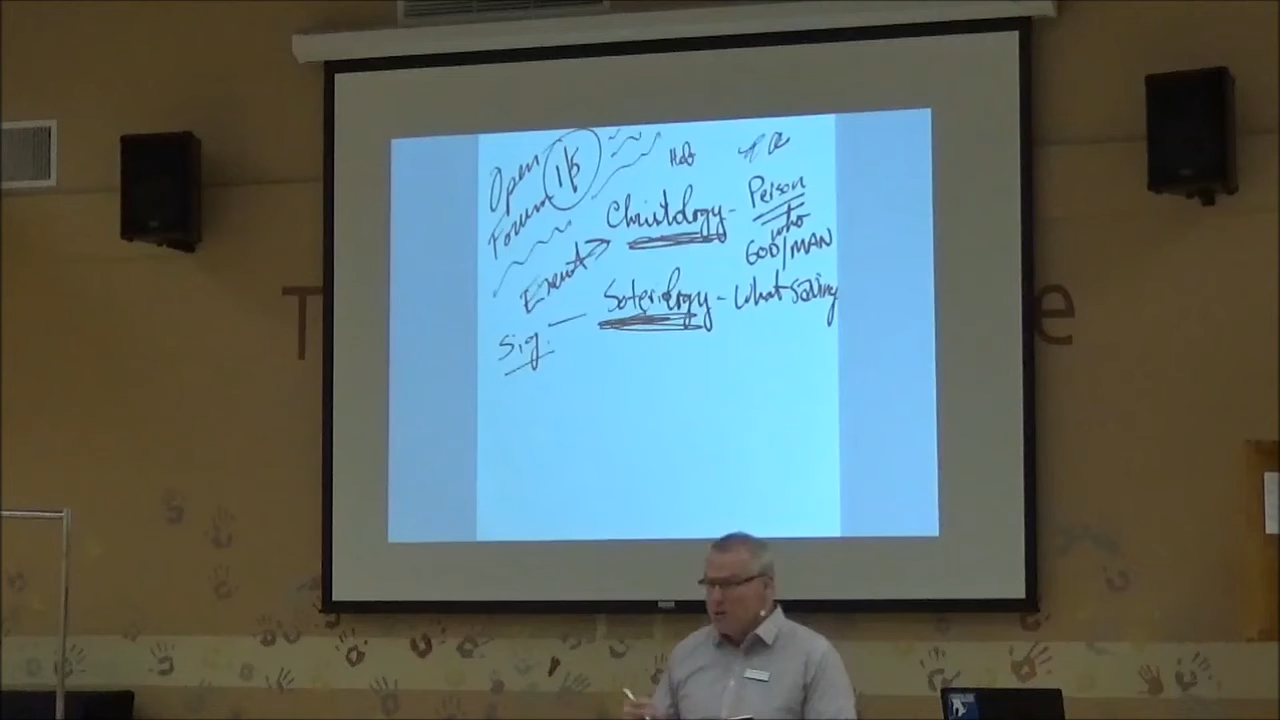 Open
Forum
Christology - Person
who
GOD/MAN
Event
Soteriology - What Saving
Sig.
T
e